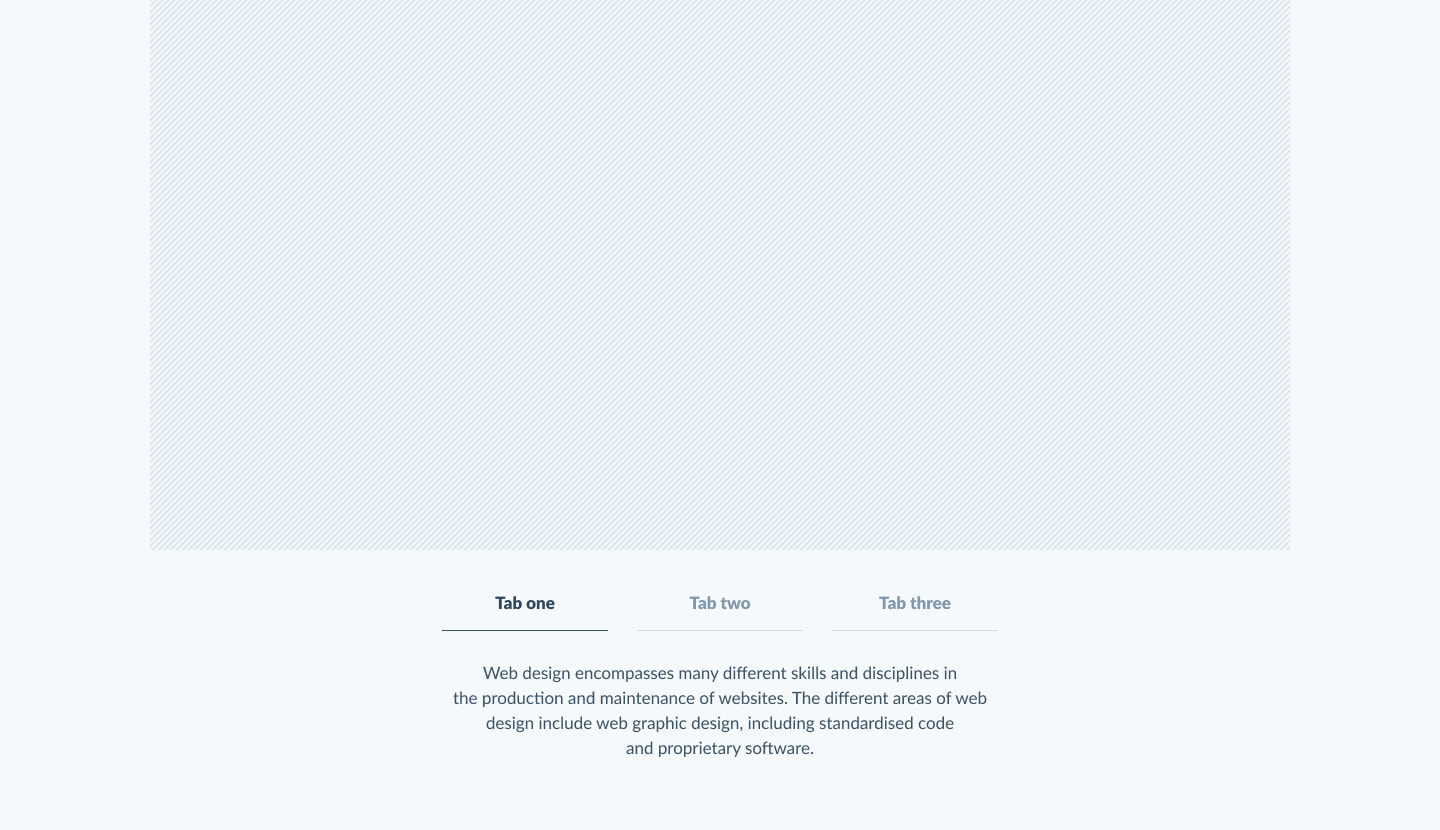 Tab one
Tab two
Tab three
Web design encompasses many different skills and disciplines in
the production and maintenance of websites. The different areas of web
design include web graphic design, including standardised code
and proprietary software.